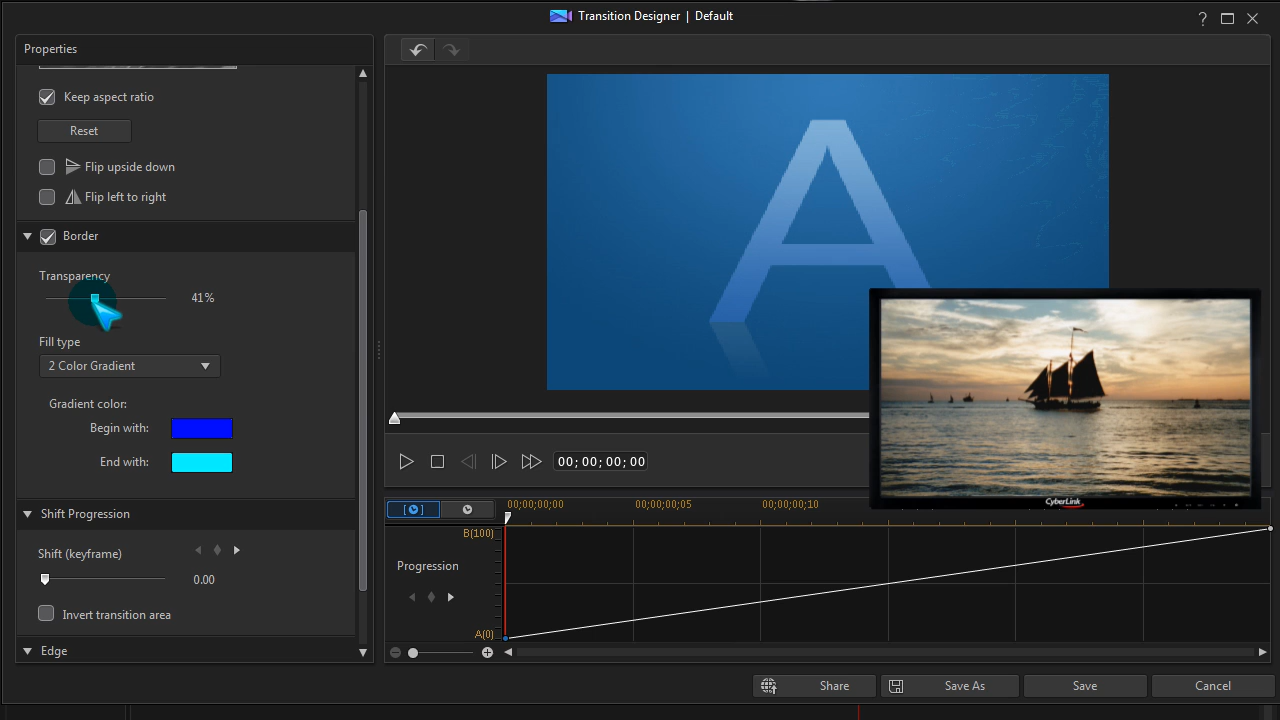 Transition Designer | Default
?
Properties
Keep aspect ratio
Reset
Flip upside down
Flip left to right
Border
Transparency
41%
Fill type
2 Color Gradient
Gradient color:
Begin with:
End with:
Shift Progression
Shift (keyframe)
0.00
Invert transition area
Edge
A
00;00;00;00
CyberLink
00;00;00;00
00;00;00;05
00;00;00;10
B(100)
Progression
A(0)
Share
Save As
Save
Cancel